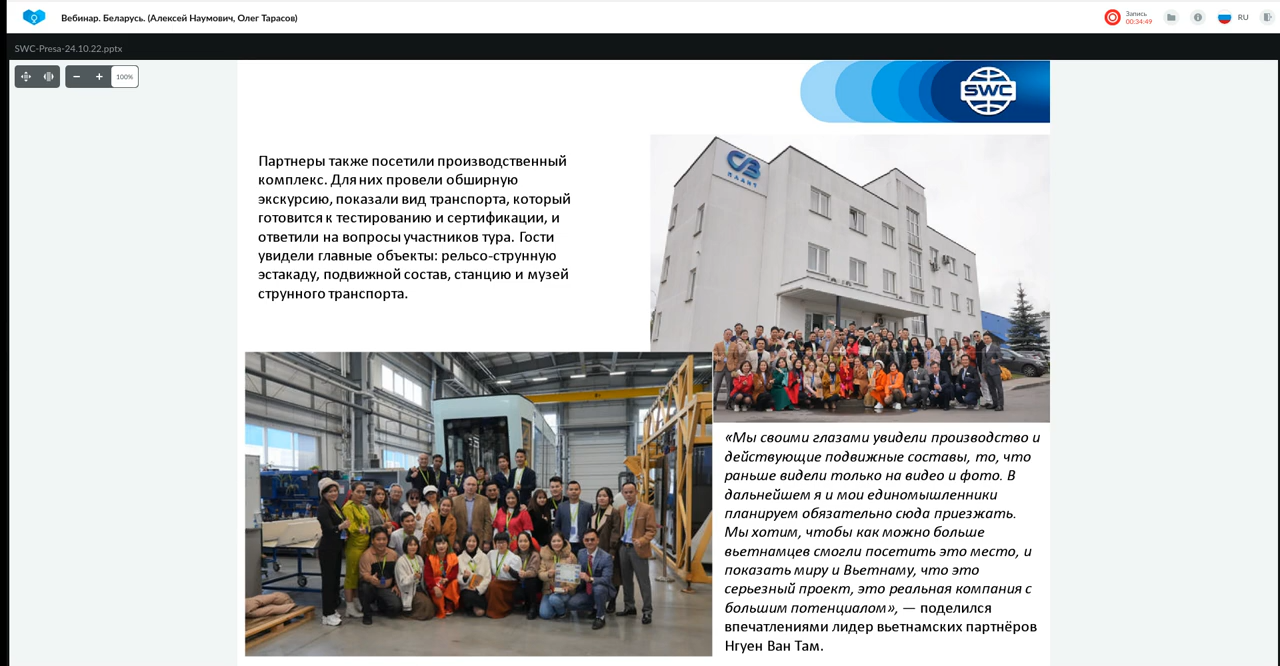 Вебинар. Беларусь. (Алексей Наумович, Олег Тарасов)
Запись
00:34:49
RU
SWC-Presa-24.10.22.pptx
100%
SWC
Партнеры также посетили производственный
комплекс. Для них провели обширную
экскурсию, показали вид транспорта, который
готовится к тестированию и сертификации, и
ответили на вопросы участников тура. Гости
увидели главные объекты: рельсо-струнную
эстакаду, подвижной состав, станцию и музей
струнного транспорта.
СВ
ПЛАНТ
«Мы своими глазами увидели производство и
действующие подвижные составы, то, что
раньше видели только на видео и фото. В
дальнейшем я и мои единомышленники
планируем обязательно сюда приезжать.
Мы хотим, чтобы как можно больше
вьетнамцев смогли посетить это место, и
показать миру и Вьетнаму, что это
серьезный проект, это реальная компания с
большим потенциалом», — поделился
впечатлениями лидер вьетнамских партнёров
Нгуен Ван Там.